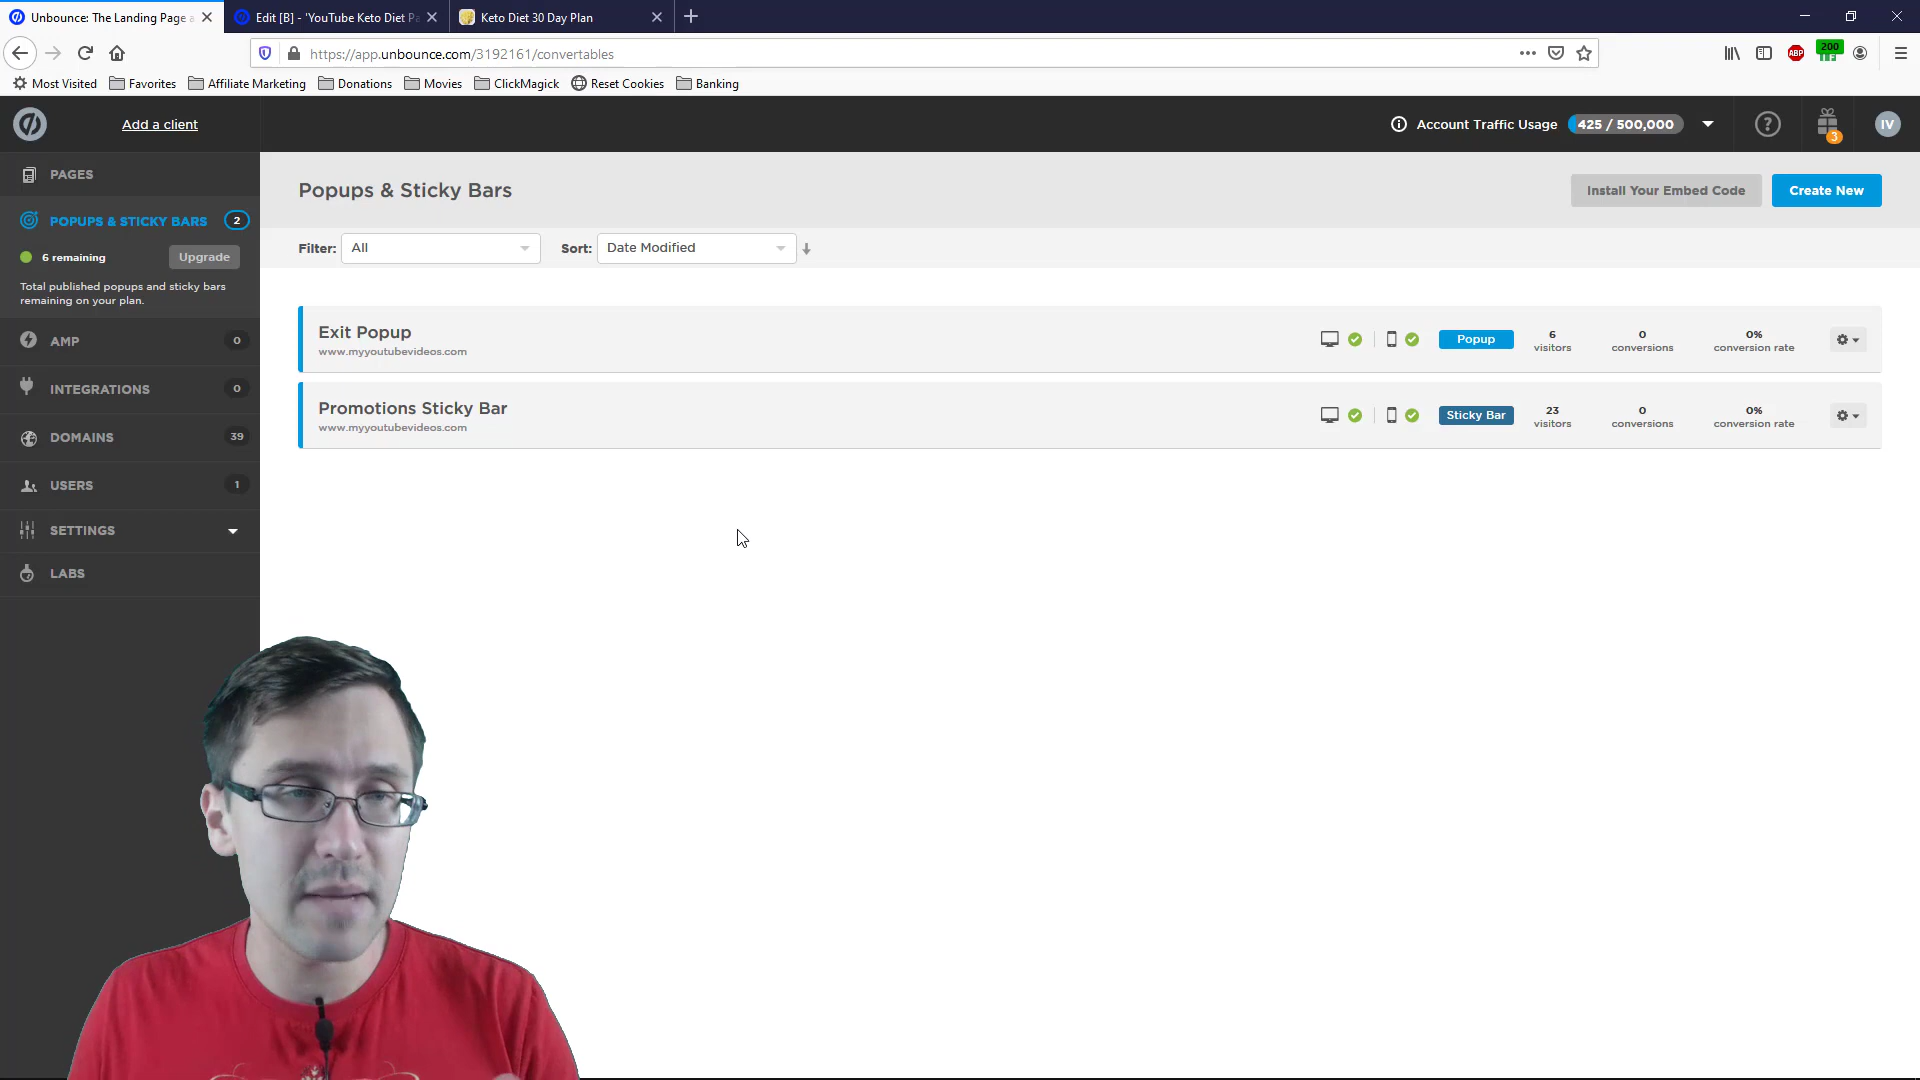 Unbounce: The Landing Page a
Edit [B] - 'YouTube Keto Diet Pa
Keto Diet 30 Day Plan
https://app.unbounce.com/3192161/convertables
ABP
200
Most Visited
Favorites
Affiliate Marketing
Donations
Movies
ClickMagick
Reset Cookies
Banking
Add a client
Account Traffic Usage
425 / 500,000
3
IV
PAGES
POPUPS & STICKY BARS
2
6 remaining
Upgrade
Total published popups and sticky bars
remaining on your plan.
AMP
0
INTEGRATIONS
0
DOMAINS
39
USERS
1
SETTINGS
LABS
Popups & Sticky Bars
Install Your Embed Code
Create New
Filter:
All
Sort:
Date Modified
Exit Popup
www.myyoutubevideos.com
Popup
6
visitors
0
conversions
0%
conversion rate
Promotions Sticky Bar
www.myyoutubevideos.com
Sticky Bar
23
visitors
0
conversions
0%
conversion rate